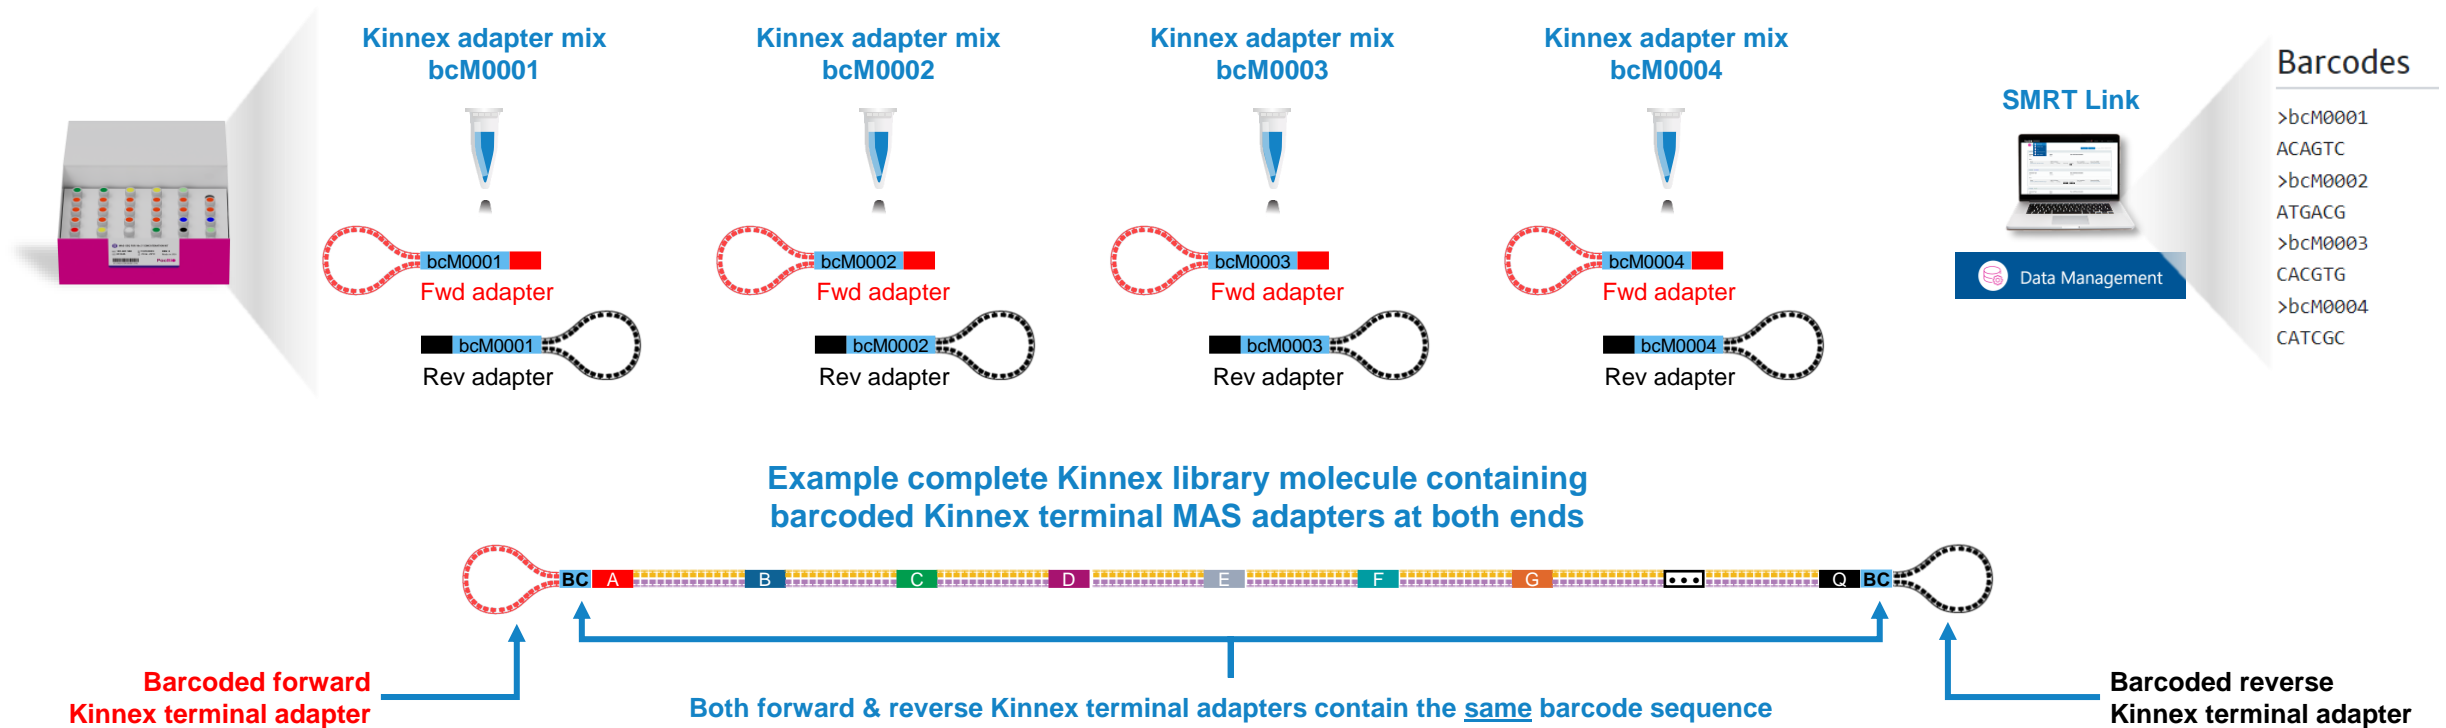 Kinnex adapter mix
bcM0001
Kinnex adapter mix
bcM0002
Kinnex adapter mix
bcM0003
Kinnex adapter mix
bcM0004
bcM0001
Fwd adapter
bcM0001
Rev adapter
bcM0002
Fwd adapter
bcM0002
Rev adapter
bcM0003
Fwd adapter
bcM0003
Rev adapter
bcM0004
Fwd adapter
bcM0004
Rev adapter
SMRT Link
Data Management
Barcodes
>bcM0001
ACAGTC
>bcM0002
ATGACG
>bcM0003
CACGTG
>bcM0004
CATCGC
Example complete Kinnex library molecule containing
barcoded Kinnex terminal MAS adapters at both ends
BC A B C D E F G ... Q BC
Barcoded forward
Kinnex terminal adapter
Both forward & reverse Kinnex terminal adapters contain the same barcode sequence
Barcoded reverse
Kinnex terminal adapter